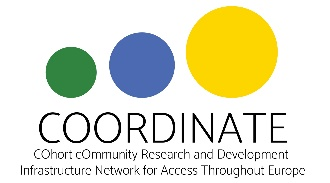 COORDINATE
COhort cOmmunity Research and Development
Infrastructure Network for Access Throughout Europe